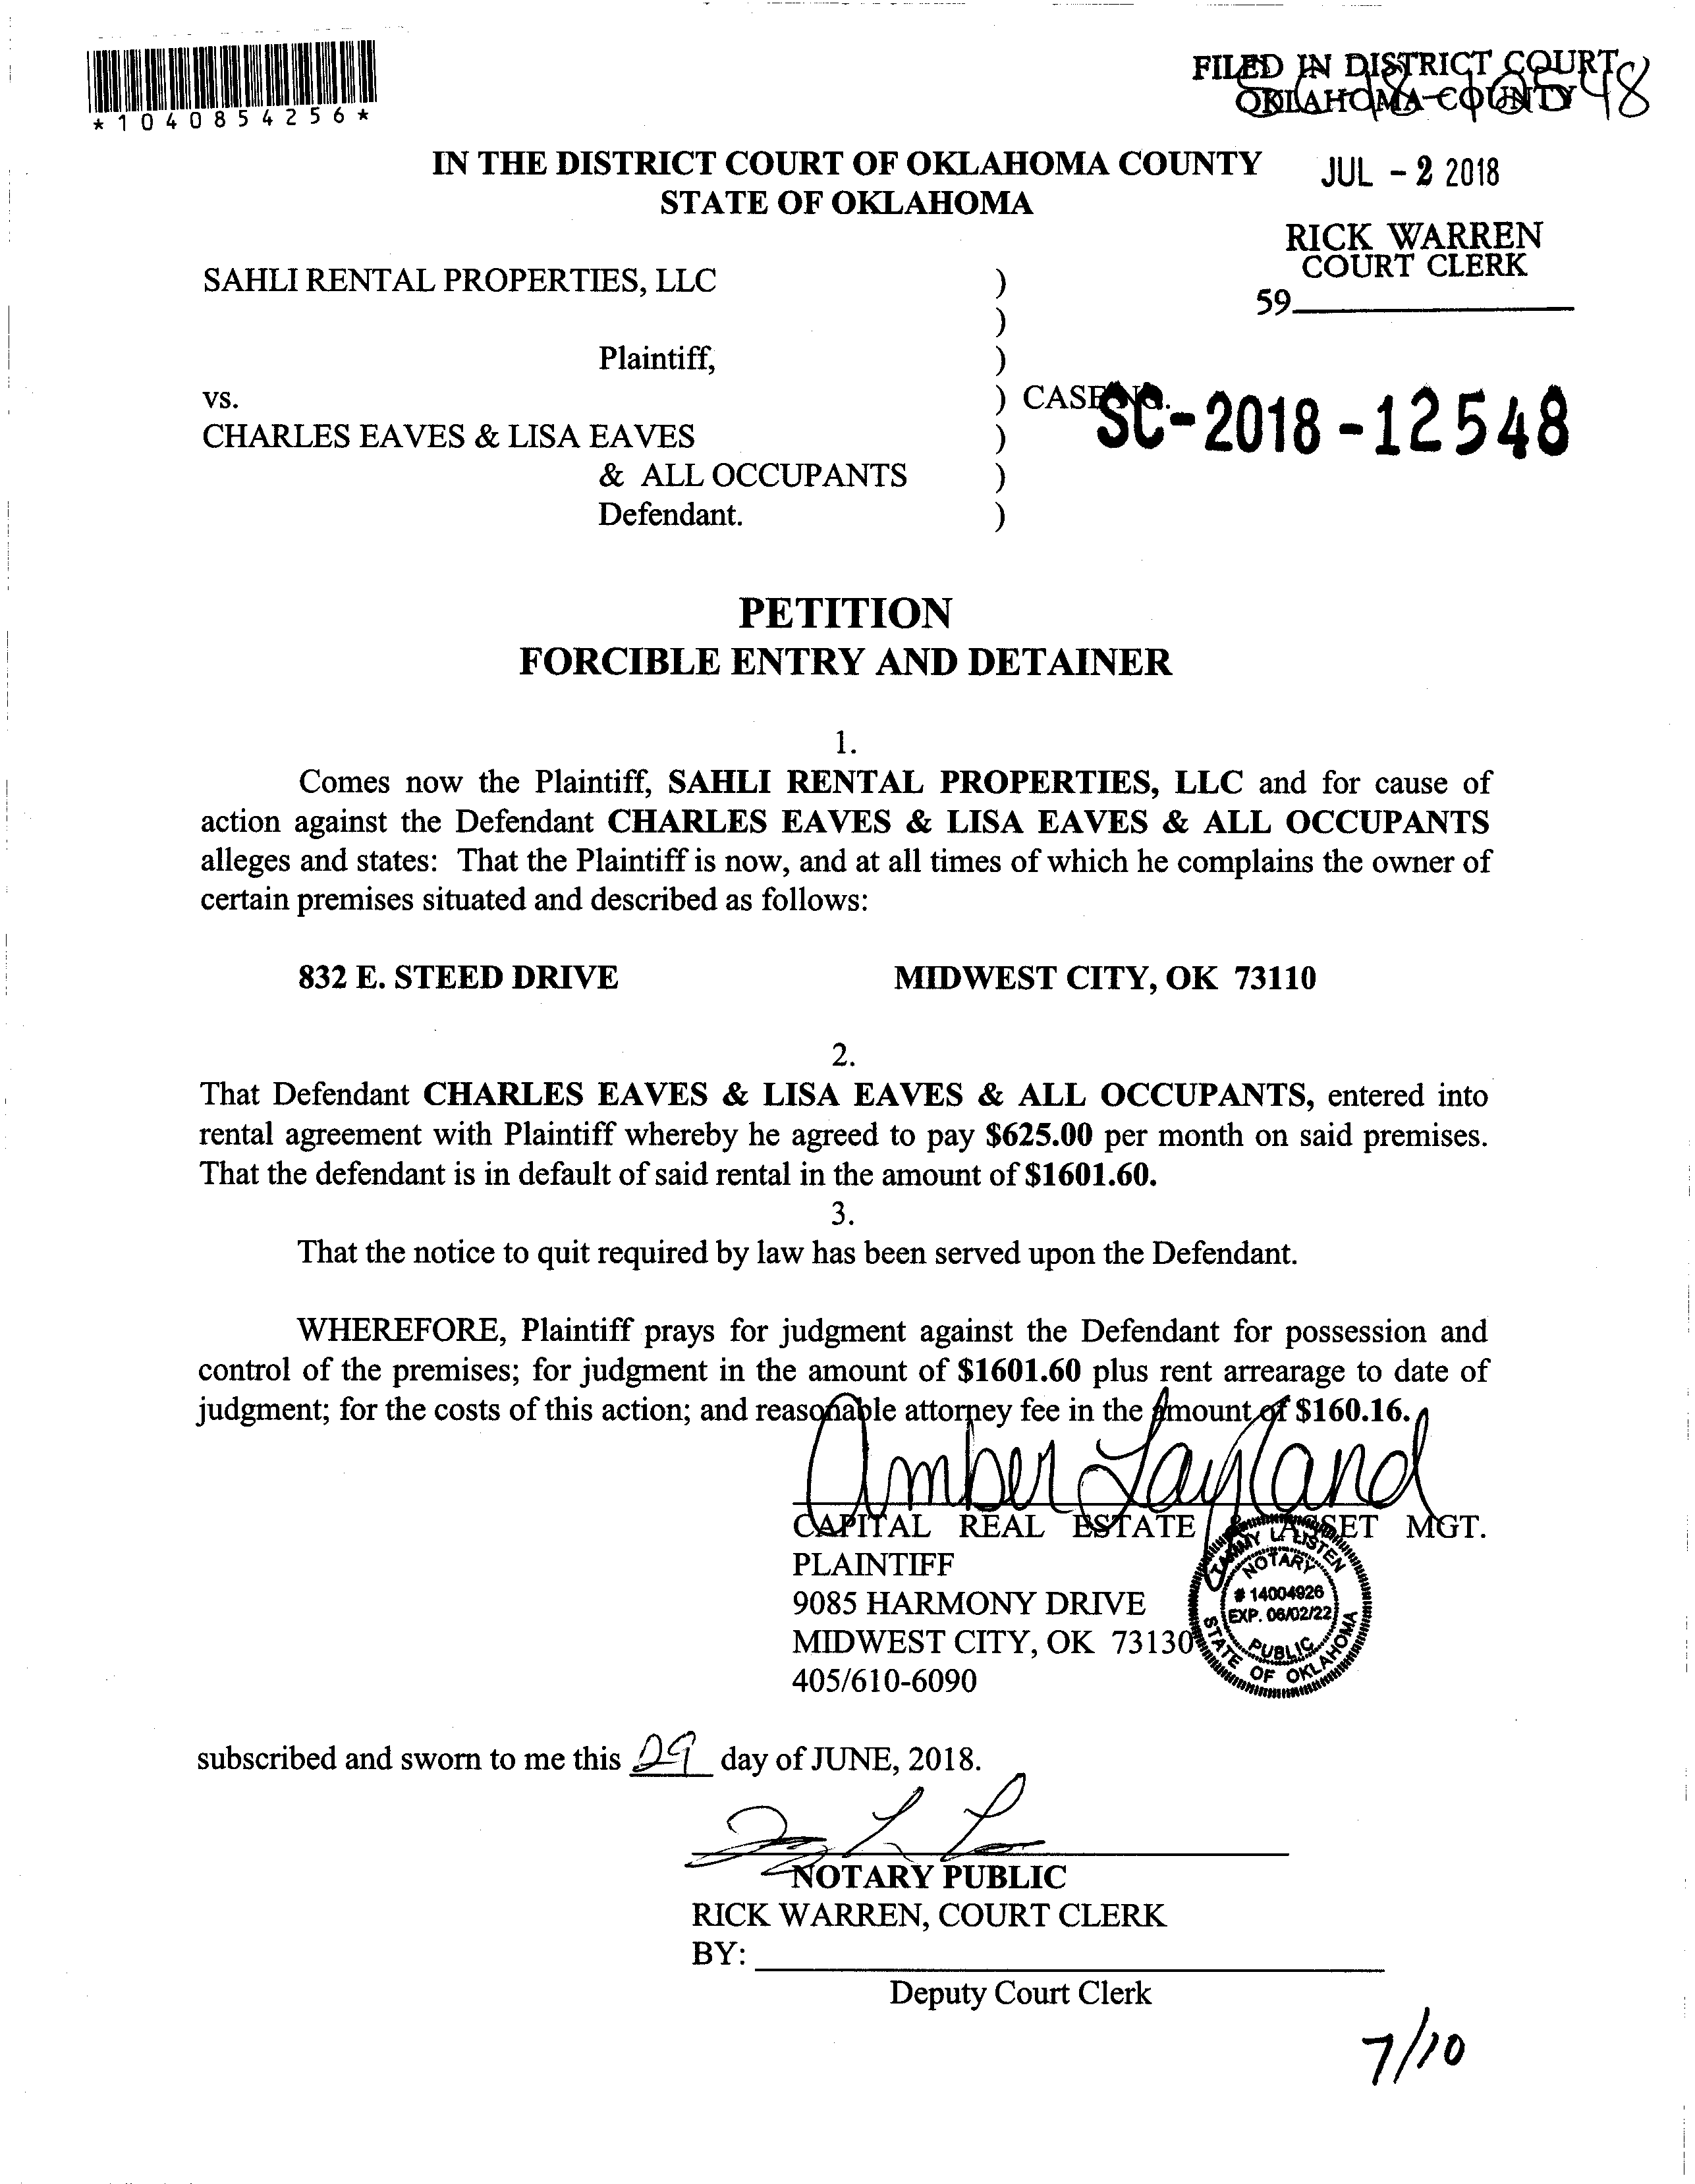 *1040854256*
FILED IN DISTRICT COURT
OKLAHOMA COUNTY
IN THE DISTRICT COURT OF OKLAHOMA COUNTY
STATE OF OKLAHOMA
JUL - 2 2018
RICK WARREN
COURT CLERK
59
SAHLI RENTAL PROPERTIES, LLC )
)
Plaintiff, )
vs. ) CASE NO. SC-2018-12548
CHARLES EAVES & LISA EAVES )
& ALL OCCUPANTS )
Defendant. )
PETITION
FORCIBLE ENTRY AND DETAINER
1.
Comes now the Plaintiff, SAHLI RENTAL PROPERTIES, LLC and for cause of
action against the Defendant CHARLES EAVES & LISA EAVES & ALL OCCUPANTS
alleges and states: That the Plaintiff is now, and at all times of which he complains the owner of
certain premises situated and described as follows:
832 E. STEED DRIVE MIDWEST CITY, OK 73110
2.
That Defendant CHARLES EAVES & LISA EAVES & ALL OCCUPANTS, entered into
rental agreement with Plaintiff whereby he agreed to pay $625.00 per month on said premises.
That the defendant is in default of said rental in the amount of $1601.60.
3.
That the notice to quit required by law has been served upon the Defendant.
WHEREFORE, Plaintiff prays for judgment against the Defendant for possession and
control of the premises; for judgment in the amount of $1601.60 plus rent arrearage to date of
judgment; for the costs of this action; and reasonable attorney fee in the amount of $160.16.
Amber Layland
CAPITAL REAL ESTATE ASSET MGT.
PLAINTIFF
9085 HARMONY DRIVE
MIDWEST CITY, OK 73130
405/610-6090
TAMMY LA LISTEN
NOTARY
# 14004926
EXP. 06/02/22
PUBLIC
STATE OF OKLAHOMA
subscribed and sworn to me this 29 day of JUNE, 2018.
NOTARY PUBLIC
RICK WARREN, COURT CLERK
BY:
Deputy Court Clerk
7/10